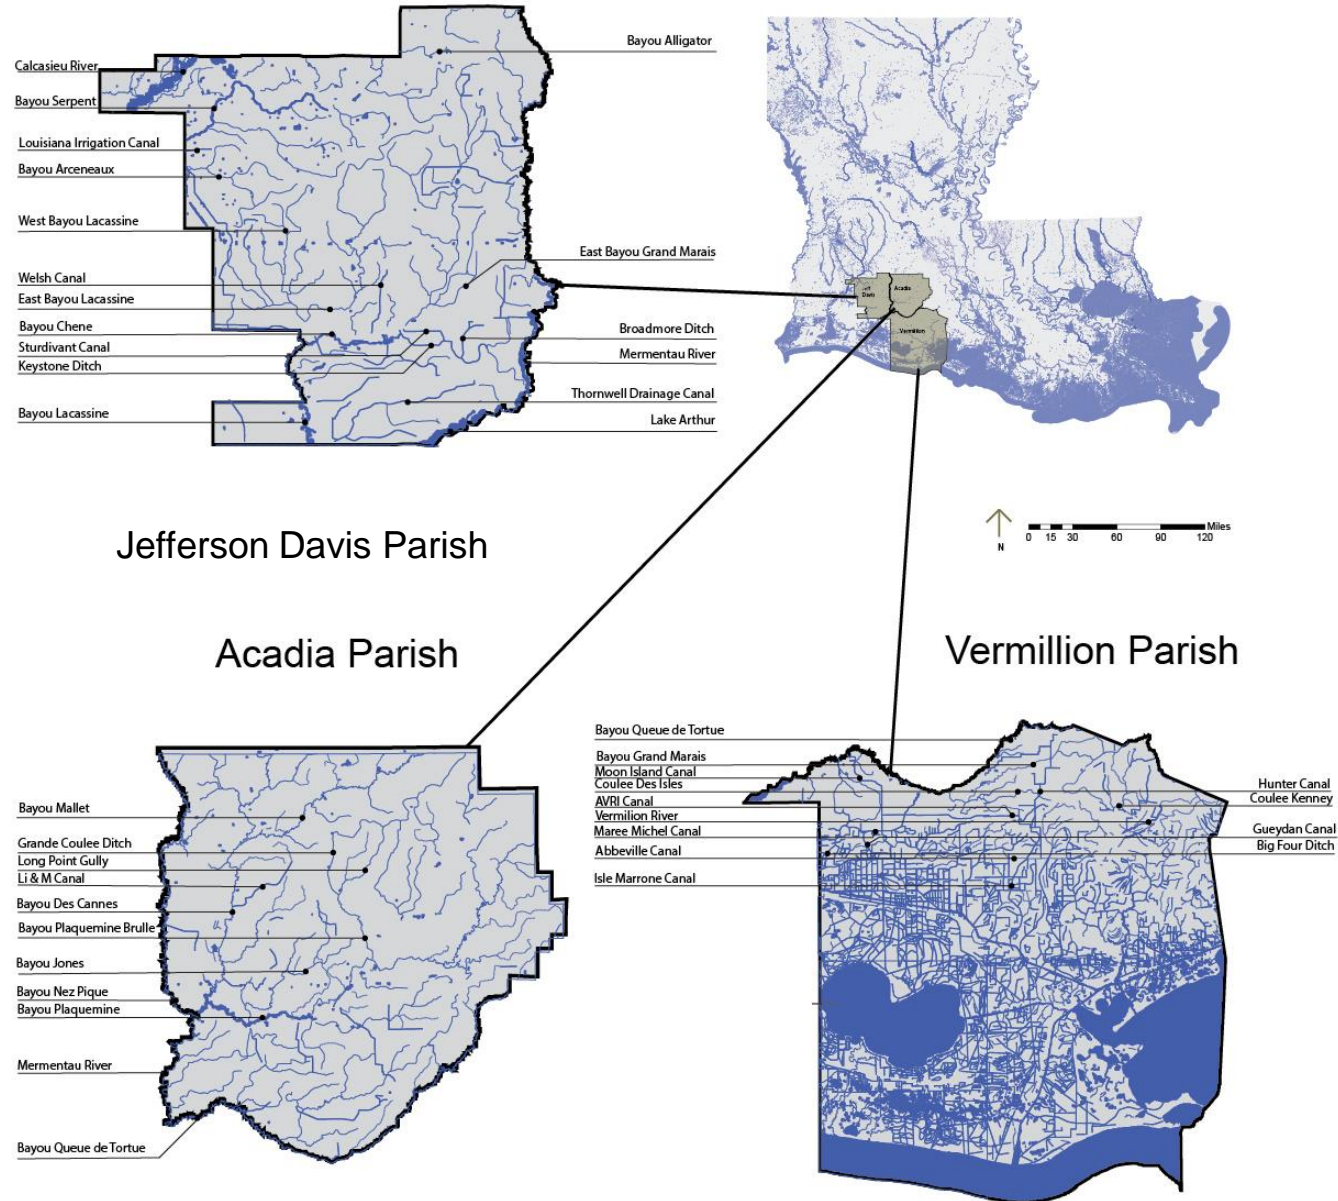 Calcasieu River
Bayou Serpent
Louisiana Irrigation Canal
Bayou Arceneaux
West Bayou Lacassine
Welsh Canal
East Bayou Lacassine
Bayou Chene
Sturdivant Canal
Keystone Ditch
Bayou Lacassine
Bayou Alligator
East Bayou Grand Marais
Broadmore Ditch
Mermentau River
Thornwell Drainage Canal
Lake Arthur
Jeff
Davis
Acadia
Vermillion
N
0 15 30 60 90 120
Miles
Jefferson Davis Parish
Acadia Parish
Bayou Mallet
Grande Coulee Ditch
Long Point Gully
Li & M Canal
Bayou Des Cannes
Bayou Plaquemine Brulle
Bayou Jones
Bayou Nez Pique
Bayou Plaquemine
Mermentau River
Bayou Queue de Tortue
Vermillion Parish
Bayou Queue de Tortue
Bayou Grand Marais
Moon Island Canal
Coulee Des Isles
AVRI Canal
Vermilion River
Maree Michel Canal
Abbeville Canal
Isle Marrone Canal
Hunter Canal
Coulee Kenney
Gueydan Canal
Big Four Ditch